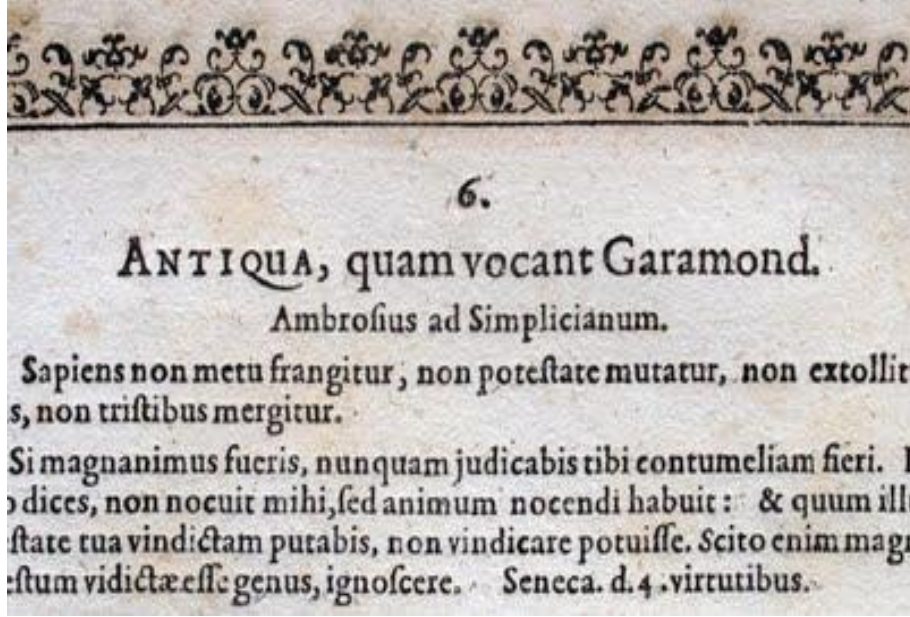 6.
ANTIQUA, quam vocant Garamond.
Ambroſius ad Simplicianum.
Sapiens non metu frangitur, non poteſtate mutatur, non extollit
s, non triſtibus mergitur.
Si magnanimus fueris, nunquam judicabis tibi contumeliam fieri.
dices, non nocuit mihi, ſed animum nocendi habuit: & quum ill
ſtate tua vindictam putabis, non vindicare potuiſſe. Scito enim mag
ſtum vidictæ eſſe genus, ignoſcere. Seneca. d. 4. virtutibus.